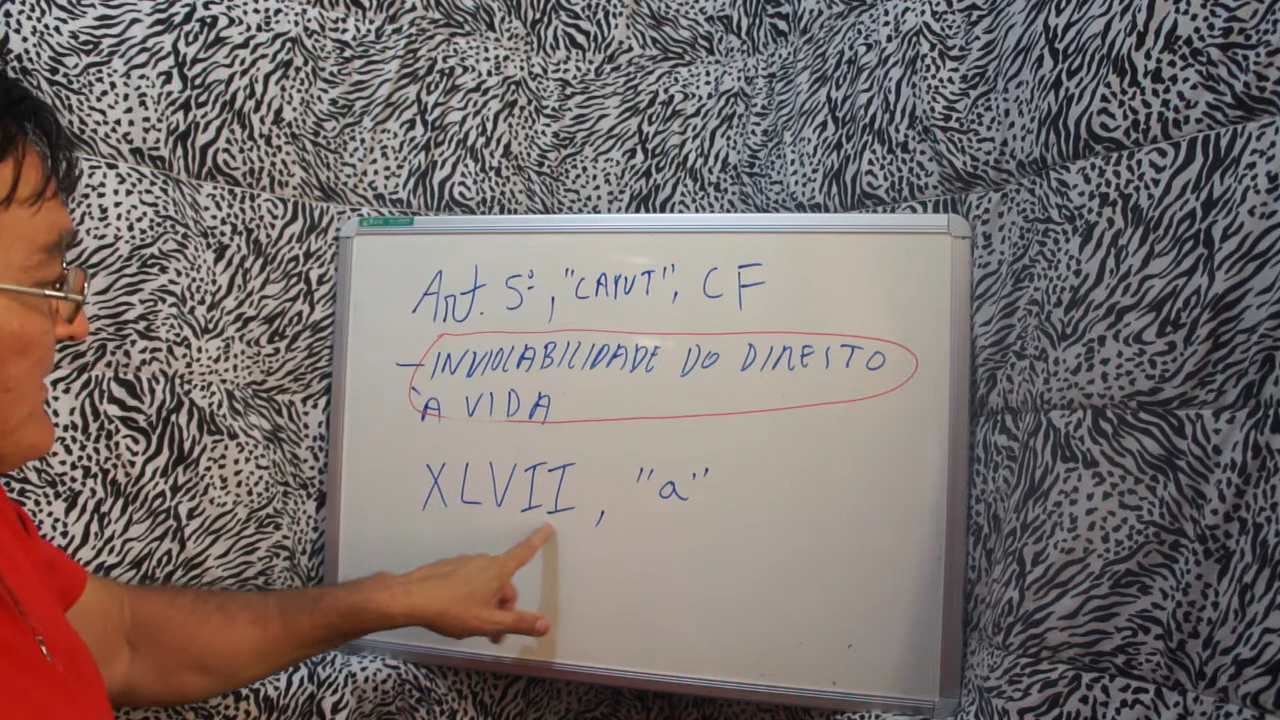 Art. 5º, "CAPUT", CF
– INVIOLABILIDADE DO DIREITO
À VIDA
XLVII, "a"